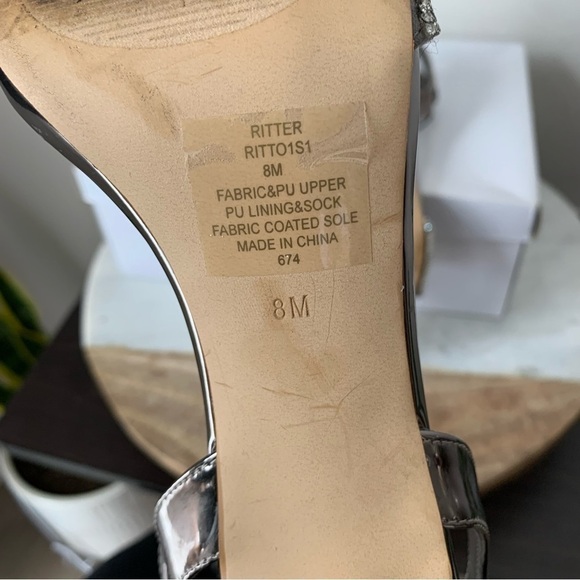 RITTER
RITTO1S1
8M
FABRIC&PU UPPER
PU LINING&SOCK
FABRIC COATED SOLE
MADE IN CHINA
674
8M